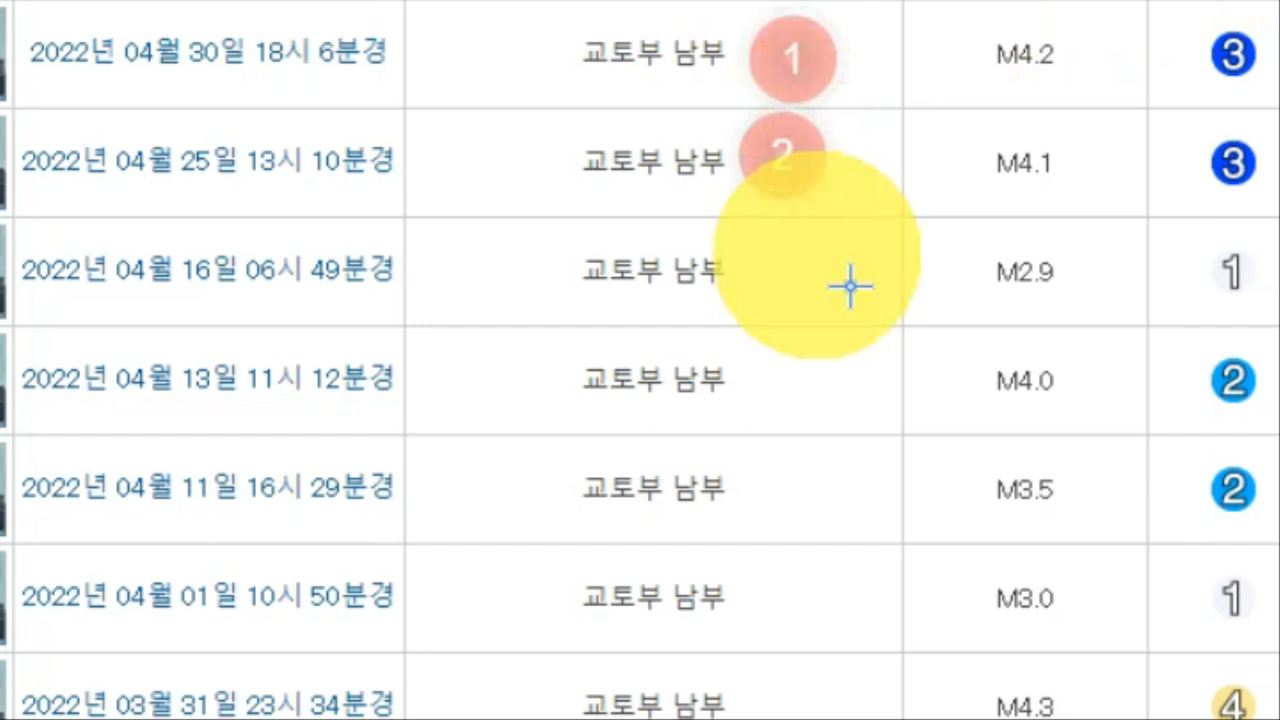 2022년 04월 30일 18시 6분경 교토부 남부 1 M4.2 3
2022년 04월 25일 13시 10분경 교토부 남부 2 M4.1 3
2022년 04월 16일 06시 49분경 교토부 남부 M2.9 1
2022년 04월 13일 11시 12분경 교토부 남부 M4.0 2
2022년 04월 11일 16시 29분경 교토부 남부 M3.5 2
2022년 04월 01일 10시 50분경 교토부 남부 M3.0 1
2022년 03월 31일 23시 34분경 교토부 남부 M4.3 4